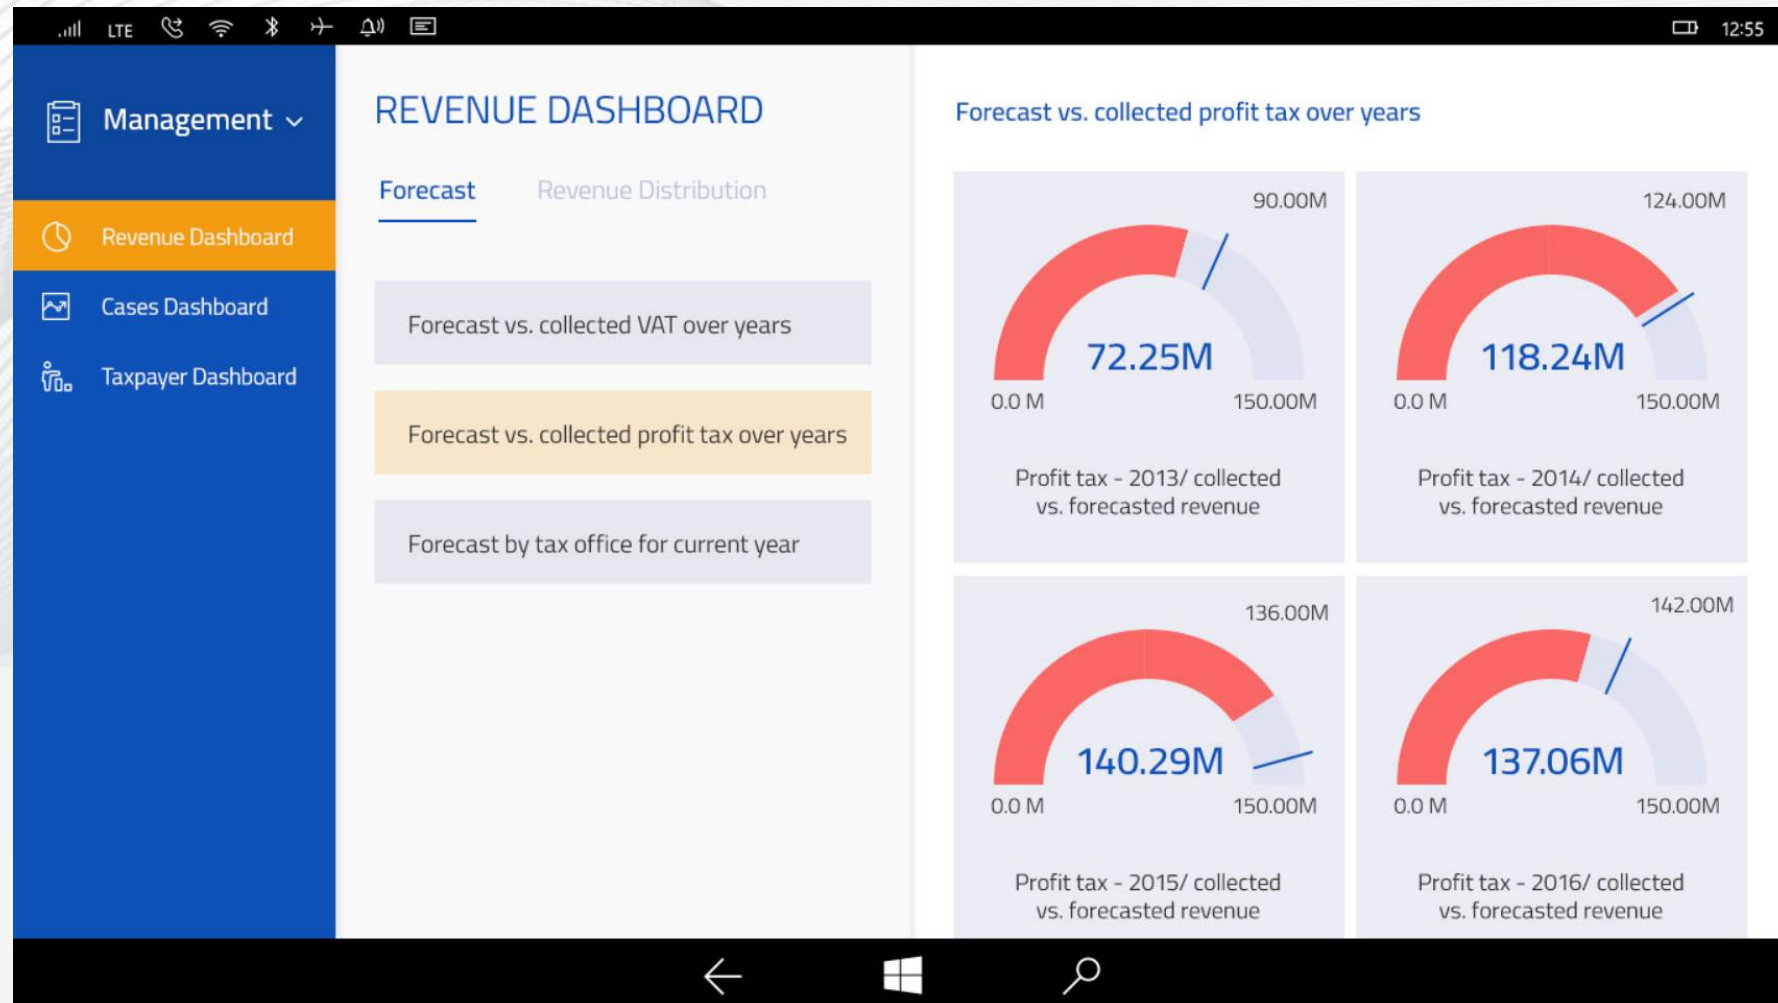 LTE
12:55
Management
Revenue Dashboard
Cases Dashboard
Taxpayer Dashboard
REVENUE DASHBOARD
Forecast
Revenue Distribution
Forecast vs. collected VAT over years
Forecast vs. collected profit tax over years
Forecast by tax office for current year
Forecast vs. collected profit tax over years
90.00M
72.25M
0.0 M
150.00M
Profit tax - 2013/ collected
vs. forecasted revenue
124.00M
118.24M
0.0 M
150.00M
Profit tax - 2014/ collected
vs. forecasted revenue
136.00M
140.29M
0.0 M
150.00M
Profit tax - 2015/ collected
vs. forecasted revenue
142.00M
137.06M
0.0 M
150.00M
Profit tax - 2016/ collected
vs. forecasted revenue